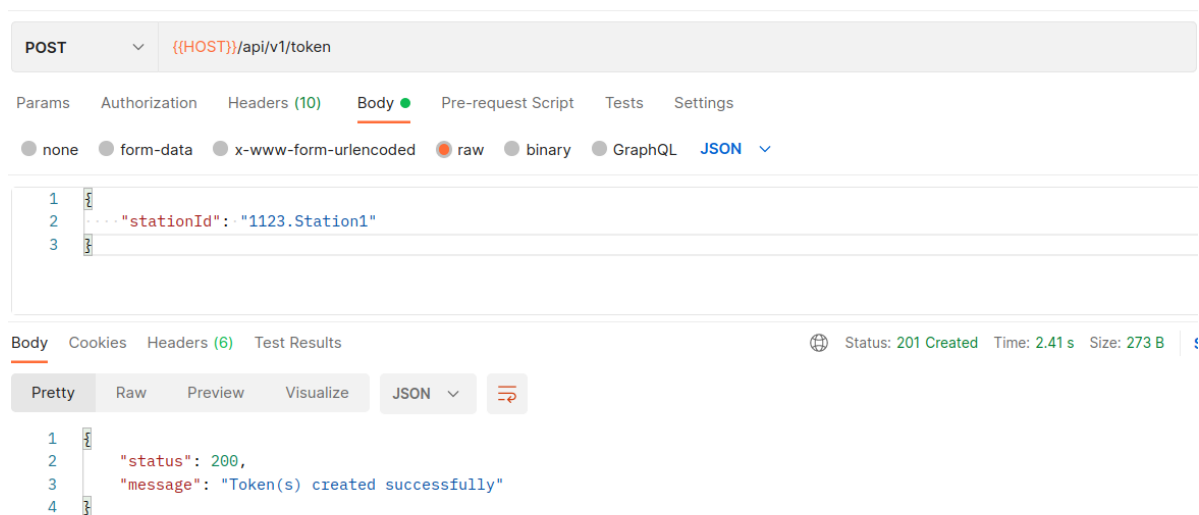 POST {{HOST}}/api/v1/token
Params Authorization Headers (10) Body Pre-request Script Tests Settings
none form-data x-www-form-urlencoded raw binary GraphQL JSON
1 {
2 "stationId": "1123.Station1"
3 }
Body Cookies Headers (6) Test Results Status: 201 Created Time: 2.41 s Size: 273 B
Pretty Raw Preview Visualize JSON
1 {
2 "status": 200,
3 "message": "Token(s) created successfully"
4 }